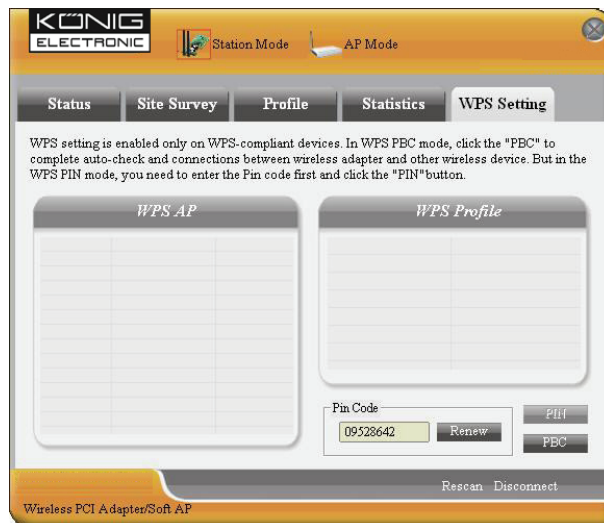 KÖNIG
ELECTRONIC
Station Mode AP Mode
Status Site Survey Profile Statistics WPS Setting
WPS setting is enabled only on WPS-compliant devices. In WPS PBC mode, click the "PBC" to
complete auto-check and connections between wireless adapter and other wireless device. But in the
WPS PIN mode, you need to enter the Pin code first and click the "PIN"button.
WPS AP WPS Profile
Pin Code
09528642 Renew PIN
PBC
Rescan Disconnect
Wireless PCI Adapter/Soft AP